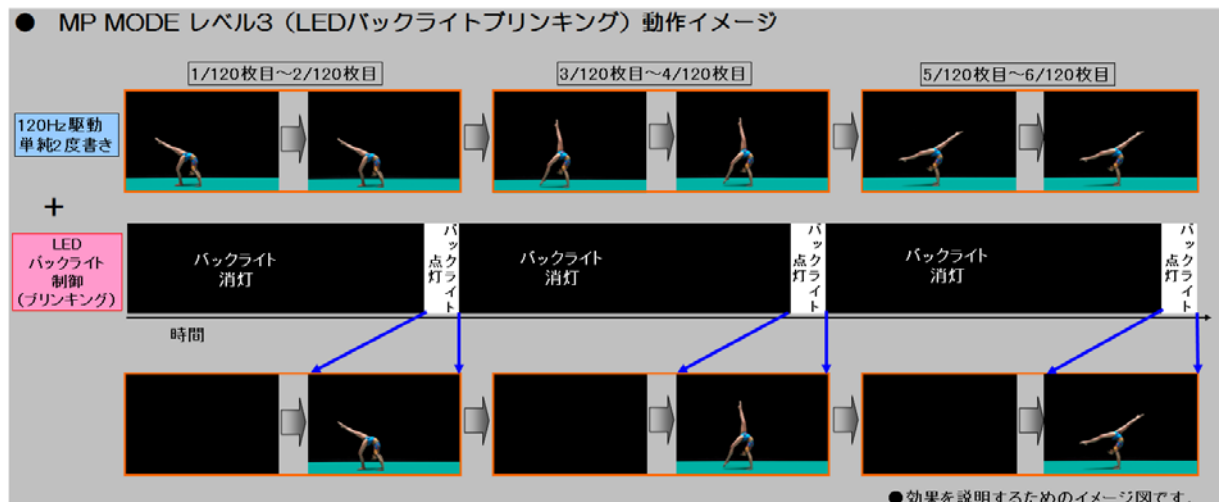 ● MP MODE レベル3（LEDバックライトブリンキング）動作イメージ
1/120枚目～2/120枚目
3/120枚目～4/120枚目
5/120枚目～6/120枚目
120Hz駆動
単純2度書き
+
LED
バックライト
制御
(ブリンキング)
バックライト
消灯
バックライト
点灯
バックライト
消灯
バックライト
点灯
バックライト
消灯
バックライト
点灯
時間
●効果を説明するためのイメージ図です。